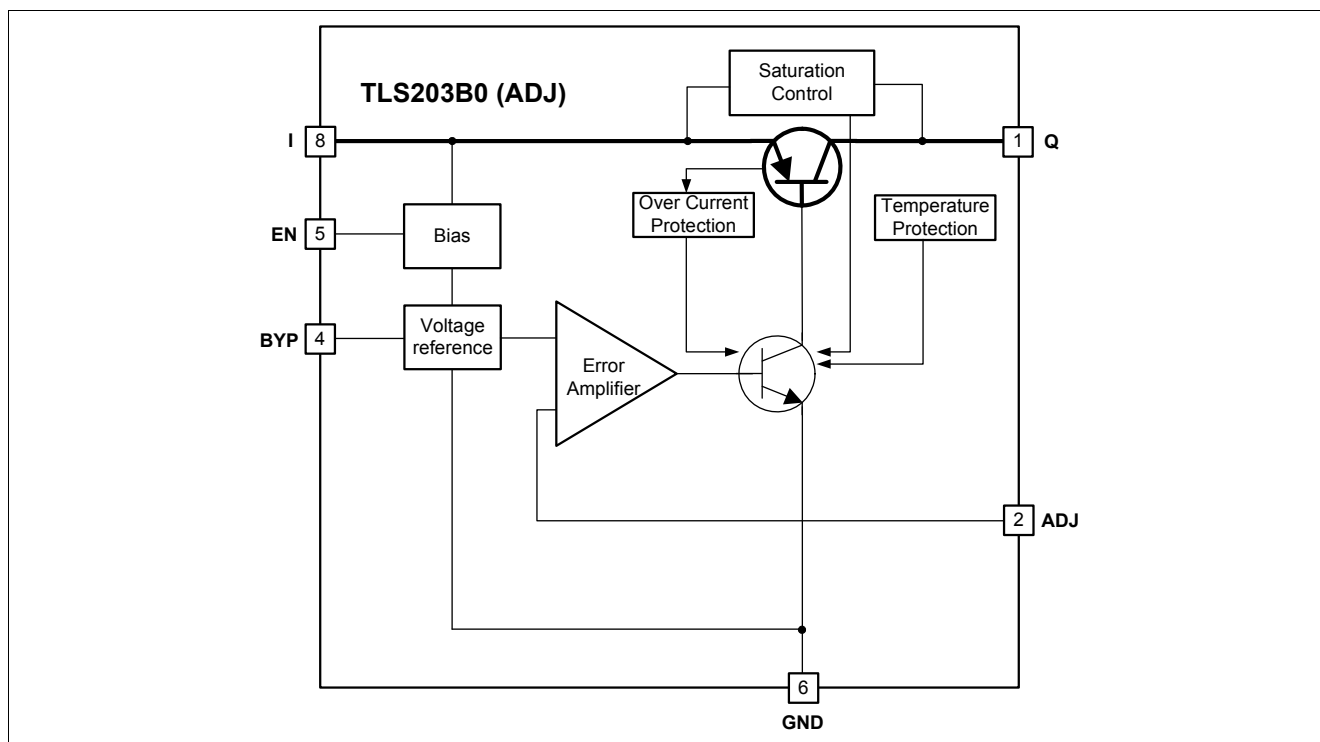 TLS203B0 (ADJ)
Saturation
Control
I
8
1
Q
Over Current
Protection
Temperature
Protection
EN
5
Bias
BYP
4
Voltage
reference
Error
Amplifier
2
ADJ
6
GND